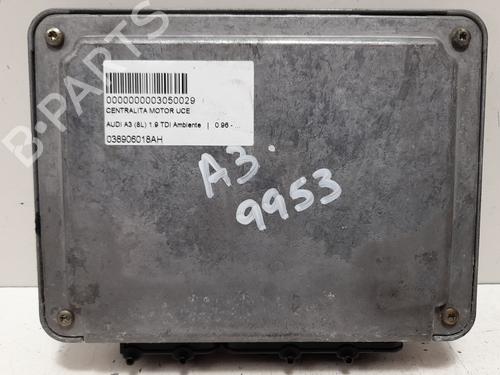 B-PARTS
0000000003050029
CENTRALITA MOTOR UCE
AUDI A3 (8L) 1.9 TDI Ambiente | 0.96 - ...
038906018AH
A3.
9953